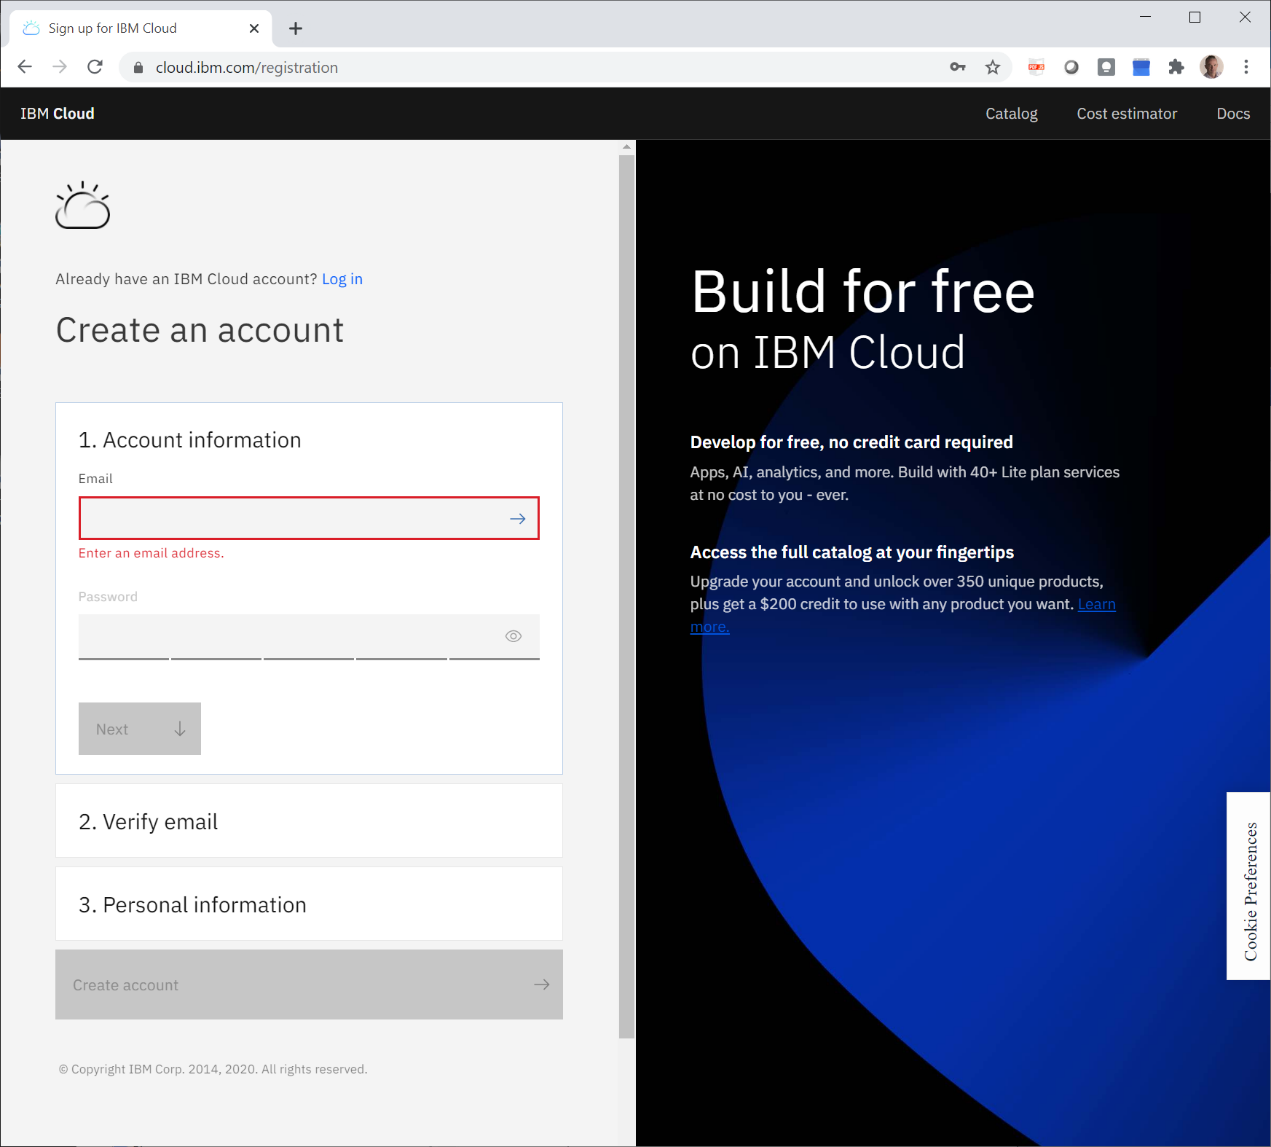 Sign up for IBM Cloud
cloud.ibm.com/registration
IBM Cloud
Catalog
Cost estimator
Docs
Already have an IBM Cloud account? Log in
Create an account
1. Account information
Email
Enter an email address.
Password
Next
2. Verify email
3. Personal information
Create account
© Copyright IBM Corp. 2014, 2020. All rights reserved.
Build for free
on IBM Cloud
Develop for free, no credit card required
Apps, AI, analytics, and more. Build with 40+ Lite plan services
at no cost to you - ever.
Access the full catalog at your fingertips
Upgrade your account and unlock over 350 unique products,
plus get a $200 credit to use with any product you want. Learn
more.
Cookie Preferences